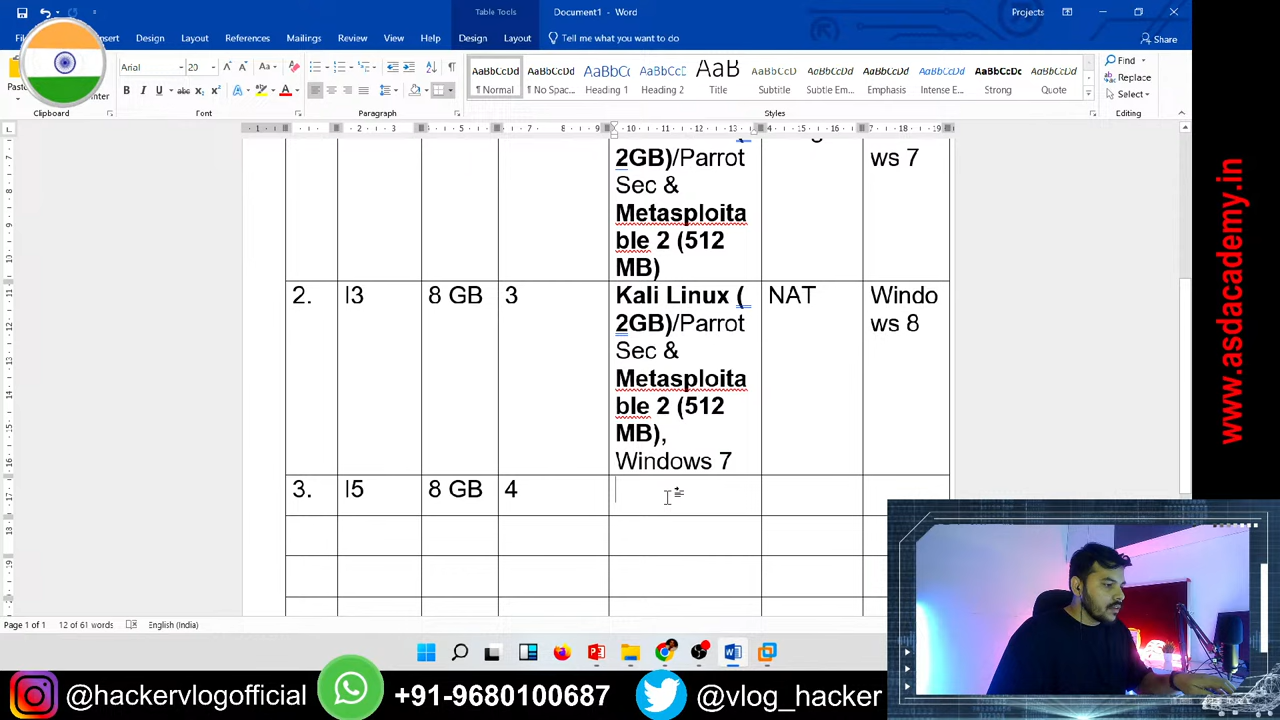 Table Tools
Document1 - Word
Projects
Insert
Design
Layout
References
Mailings
Review
View
Help
Design
Layout
Tell me what you want to do
Share
Arial
20
AaBbCcDd
¶ Normal
AaBbCcDd
¶ No Spac...
AaBbCc
Heading 1
AaBbCcC
Heading 2
AaB
Title
AaBbCcD
Subtitle
AaBbCcDd
Subtle Em...
AaBbCcDd
Emphasis
AaBbCcDd
Intense E...
AaBbCcDc
Strong
AaBbCcDd
Quote
Find
Replace
Select
Clipboard
Font
Paragraph
Styles
Editing
2GB)/Parrot
Sec &
Metasploita
ble 2 (512
MB)
ws 7
2.
I3
8 GB
3
Kali Linux (
2GB)/Parrot
Sec &
Metasploita
ble 2 (512
MB),
Windows 7
NAT
Windo
ws 8
3.
I5
8 GB
4
Page 1 of 1
12 of 61 words
English (India)
www.asdacademy.in
@hackervlogofficial
+91-9680100687
@vlog_hacker